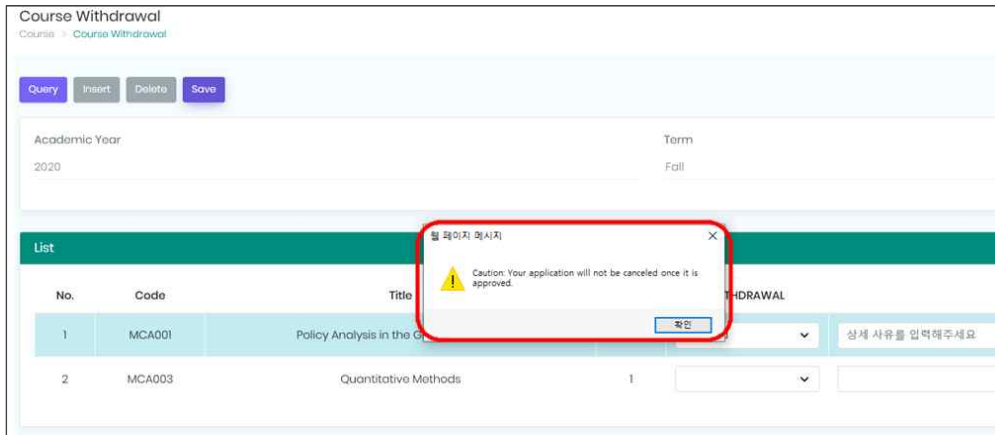 Course Withdrawal
Course > Course Withdrawal
Query Insert Delete Save
Academic Year Term
2020 Fall
List
웹 페이지 메시지
Caution: Your application will not be canceled once it is
approved.
확인
No. Code Title THDRAWAL
1 MCA001 Policy Analysis in the G 상세 사유를 입력해주세요
2 MCA003 Quantitative Methods 1